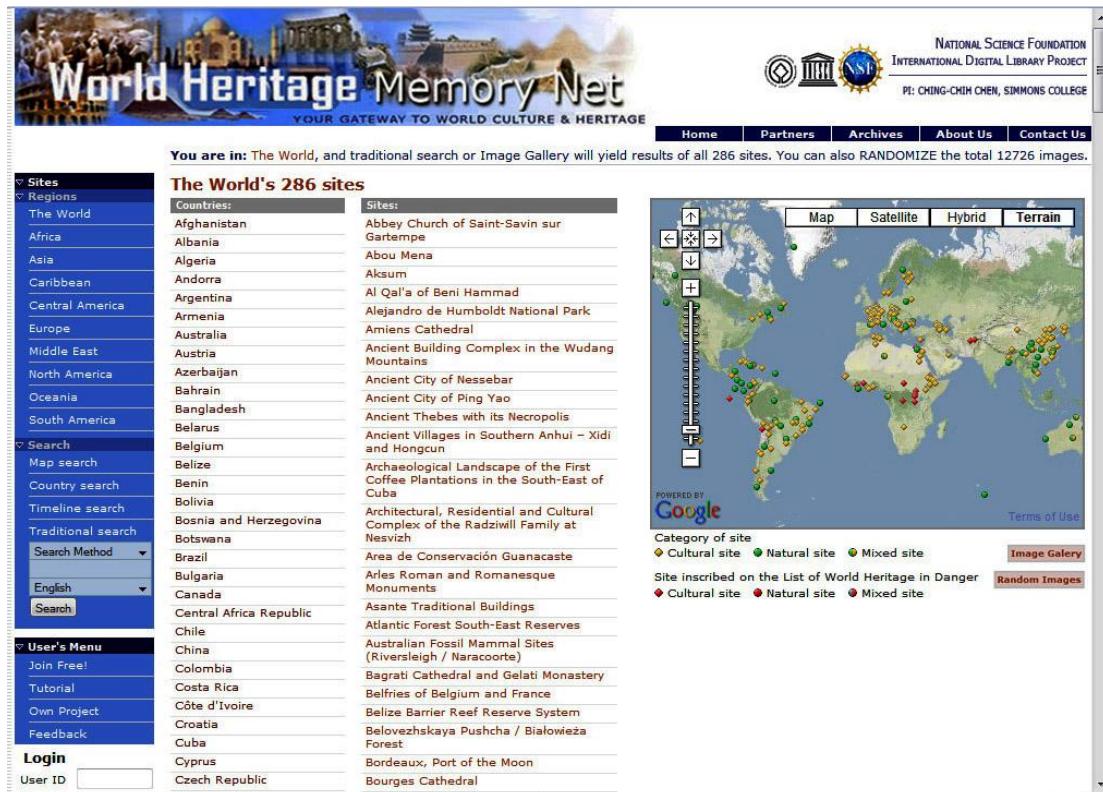 World Heritage Memory Net
YOUR GATEWAY TO WORLD CULTURE & HERITAGE
NSF
NATIONAL SCIENCE FOUNDATION
INTERNATIONAL DIGITAL LIBRARY PROJECT
PI: CHING-CHIH CHEN, SIMMONS COLLEGE
Home Partners Archives About Us Contact Us
You are in: The World, and traditional search or Image Gallery will yield results of all 286 sites. You can also RANDOMIZE the total 12726 images.
Sites
Regions
The World
Africa
Asia
Caribbean
Central America
Europe
Middle East
North America
Oceania
South America
Search
Map search
Country search
Timeline search
Traditional search
Search Method
English
Search
User's Menu
Join Free!
Tutorial
Own Project
Feedback
Login
User ID
The World's 286 sites
Countries:
Afghanistan
Albania
Algeria
Andorra
Argentina
Armenia
Australia
Austria
Azerbaijan
Bahrain
Bangladesh
Belarus
Belgium
Belize
Benin
Bolivia
Bosnia and Herzegovina
Botswana
Brazil
Bulgaria
Canada
Central Africa Republic
Chile
China
Colombia
Costa Rica
Côte d'Ivoire
Croatia
Cuba
Cyprus
Czech Republic
Sites:
Abbey Church of Saint-Savin sur
Gartempe
Abou Mena
Aksum
Al Qal'a of Beni Hammad
Alejandro de Humboldt National Park
Amiens Cathedral
Ancient Building Complex in the Wudang
Mountains
Ancient City of Nessebar
Ancient City of Ping Yao
Ancient Thebes with its Necropolis
Ancient Villages in Southern Anhui – Xidi
and Hongcun
Archaeological Landscape of the First
Coffee Plantations in the South-East of
Cuba
Architectural, Residential and Cultural
Complex of the Radziwill Family at
Nesvizh
Area de Conservación Guanacaste
Arles Roman and Romanesque
Monuments
Asante Traditional Buildings
Atlantic Forest South-East Reserves
Australian Fossil Mammal Sites
(Riversleigh / Naracoorte)
Bagrati Cathedral and Gelati Monastery
Belfries of Belgium and France
Belize Barrier Reef Reserve System
Belovezhskaya Pushcha / Białowieża
Forest
Bordeaux, Port of the Moon
Bourges Cathedral
Map Satellite Hybrid Terrain
POWERED BY
Google
Terms of Use
Category of site
Cultural site Natural site Mixed site
Image Galery
Site inscribed on the List of World Heritage in Danger
Random Images
Cultural site Natural site Mixed site